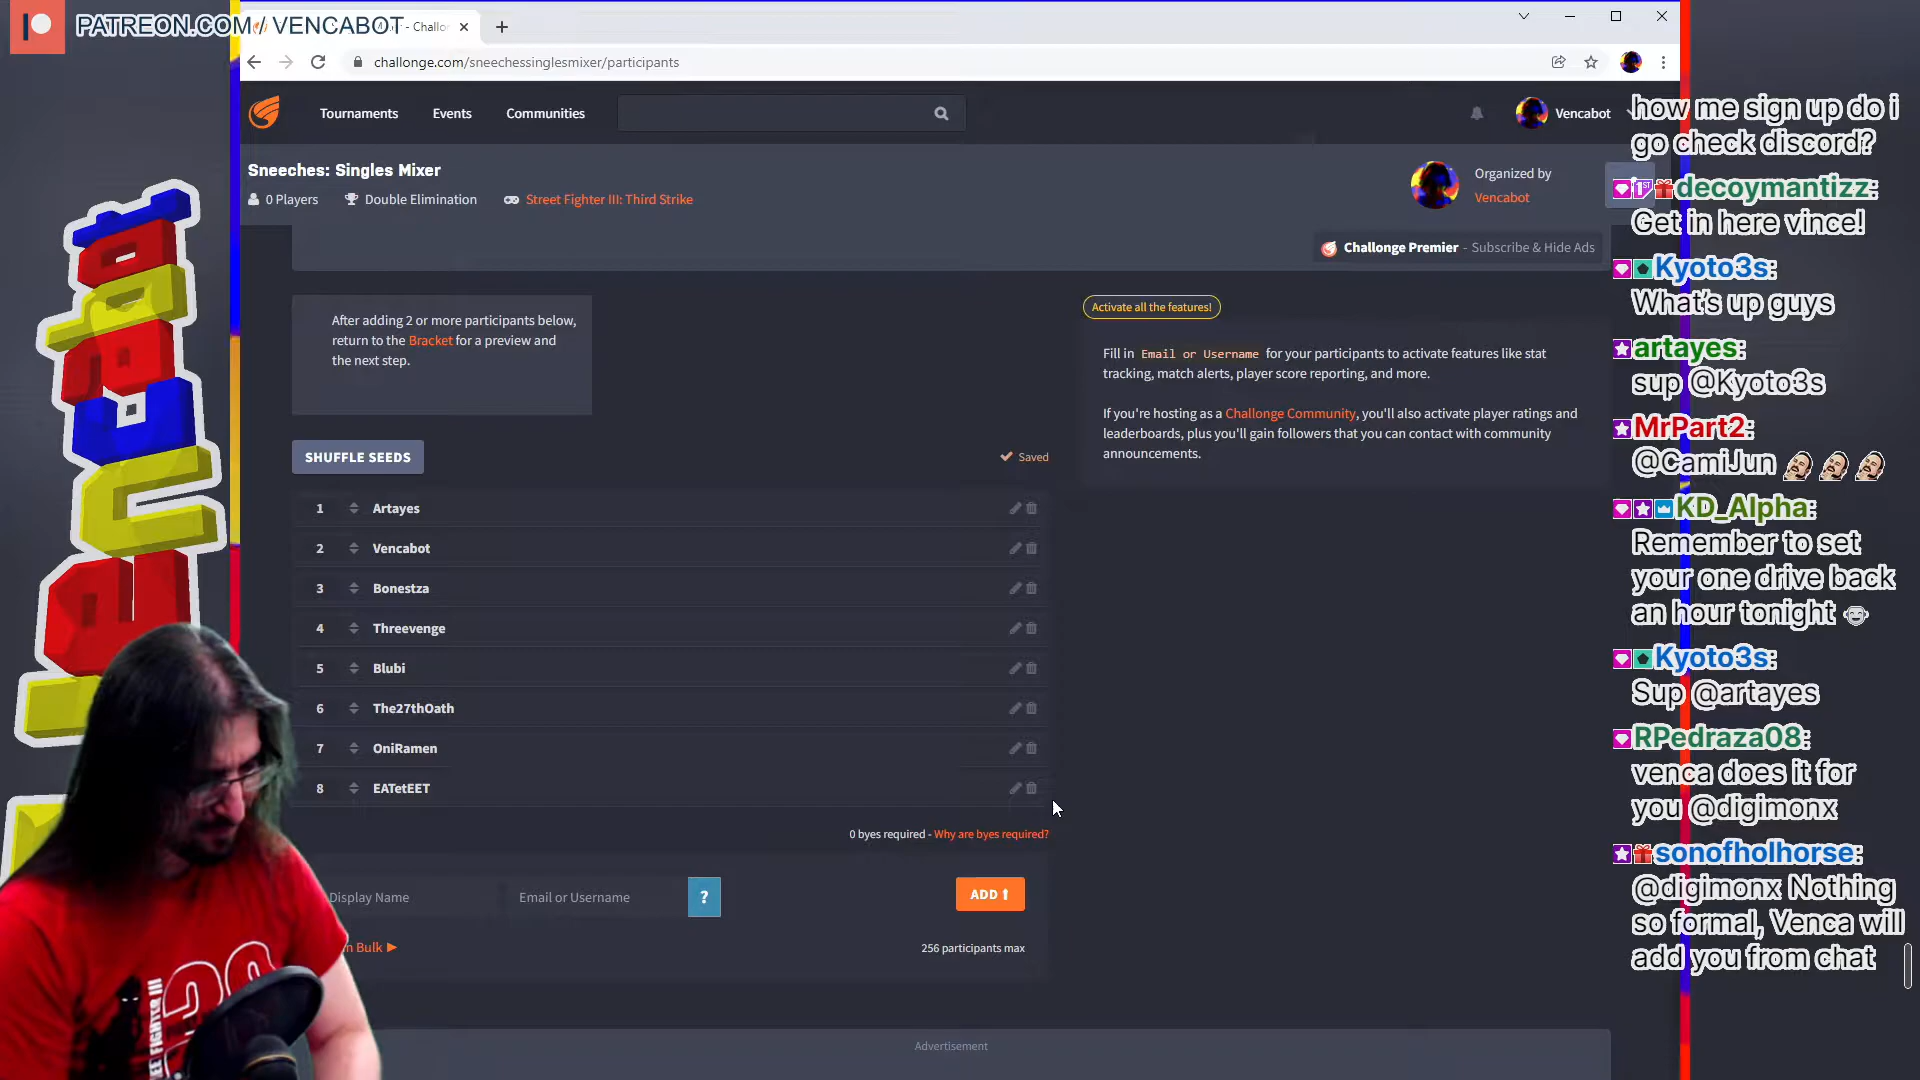 PATREON.COM/VENCABOT
- Challo
challonge.com/sneechessinglesmixer/participants
Tournaments
Events
Communities
Vencabot
Sneeches: Singles Mixer
0 Players
Double Elimination
Street Fighter III: Third Strike
Organized by
Vencabot
Challonge Premier - Subscribe & Hide Ads
After adding 2 or more participants below,
return to the Bracket for a preview and
the next step.
Activate all the features!
Fill in Email or Username for your participants to activate features like stat
tracking, match alerts, player score reporting, and more.
If you're hosting as a Challonge Community, you'll also activate player ratings and
leaderboards, plus you'll gain followers that you can contact with community
announcements.
SHUFFLE SEEDS
Saved
1 Artayes
2 Vencabot
3 Bonestza
4 Threevenge
5 Blubi
6 The27thOath
7 OniRamen
8 EATetEET
0 byes required - Why are byes required?
Display Name
Email or Username
?
ADD
n Bulk
256 participants max
Advertisement
how me sign up do i
go check discord?
1ST decoymantizz:
Get in here vince!
Kyoto3s:
What's up guys
artayes:
sup @Kyoto3s
MrPart2:
@CamiJun
KD_Alpha:
Remember to set
your one drive back
an hour tonight
Kyoto3s:
Sup @artayes
RPedraza08:
venca does it for
you @digimonx
sonofholhorse:
@digimonx Nothing
so formal, Venca will
add you from chat